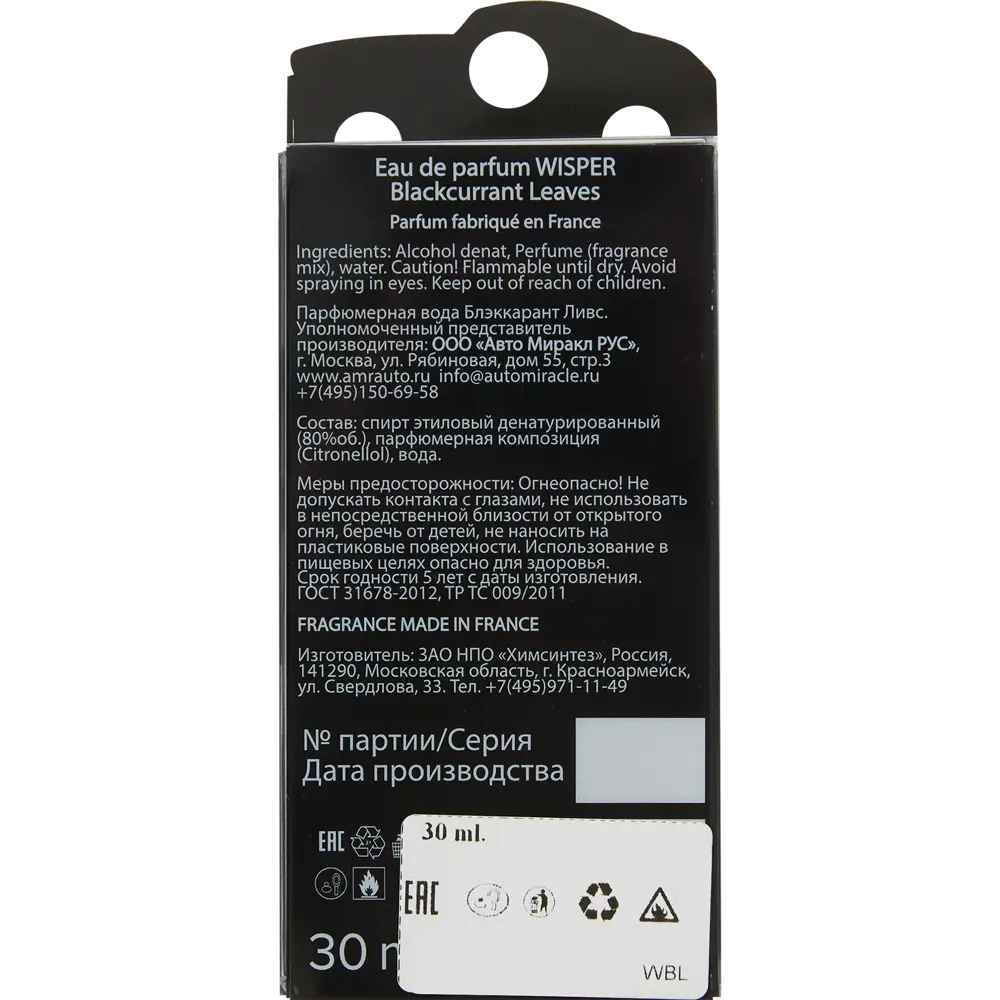 Eau de parfum WISPER
Blackcurrant Leaves
Parfum fabriqué en France
Ingredients: Alcohol denat, Perfume (fragrance
mix), water. Caution! Flammable until dry. Avoid
spraying in eyes. Keep out of reach of children.
Парфюмерная вода Блэккарант Ливс.
Уполномоченный представитель
производителя: ООО «Авто Миракл РУС»,
г. Москва, ул. Рябиновая, дом 55, стр.3
www.amrauto.ru info@automiracle.ru
+7(495)150-69-58
Состав: спирт этиловый денатурированный
(80%об.), парфюмерная композиция
(Citronellol), вода.
Меры предосторожности: Огнеопасно! Не
допускать контакта с глазами, не использовать
в непосредственной близости от открытого
огня, беречь от детей, не наносить на
пластиковые поверхности. Использование в
пищевых целях опасно для здоровья.
Срок годности 5 лет с даты изготовления.
ГОСТ 31678-2012, ТР ТС 009/2011
FRAGRANCE MADE IN FRANCE
Изготовитель: ЗАО НПО «Химсинтез», Россия,
141290, Московская область, г. Красноармейск,
ул. Свердлова, 33. Тел. +7(495)971-11-49
№ партии/Серия
Дата производства
EAC
30 ml.
EAC
30
WBL